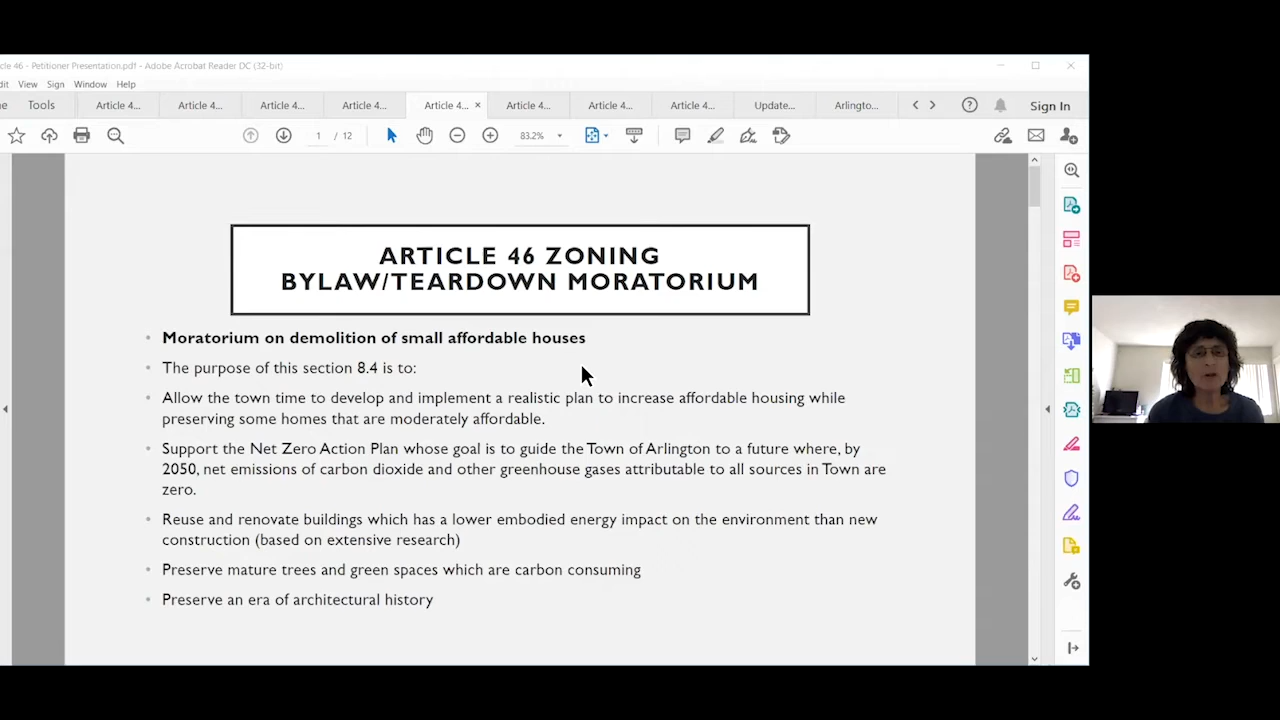 cle 46 - Petitioner Presentation.pdf - Adobe Acrobat Reader DC (32-bit)
dit View Sign Window Help
ne Tools Article 4... Article 4... Article 4... Article 4... Article 4... × Article 4... Article 4... Article 4... Update... Arlingto... Sign In
1 / 12 83.2%
ARTICLE 46 ZONING
BYLAW/TEARDOWN MORATORIUM
• Moratorium on demolition of small affordable houses
• The purpose of this section 8.4 is to:
• Allow the town time to develop and implement a realistic plan to increase affordable housing while
preserving some homes that are moderately affordable.
• Support the Net Zero Action Plan whose goal is to guide the Town of Arlington to a future where, by
2050, net emissions of carbon dioxide and other greenhouse gases attributable to all sources in Town are
zero.
• Reuse and renovate buildings which has a lower embodied energy impact on the environment than new
construction (based on extensive research)
• Preserve mature trees and green spaces which are carbon consuming
• Preserve an era of architectural history